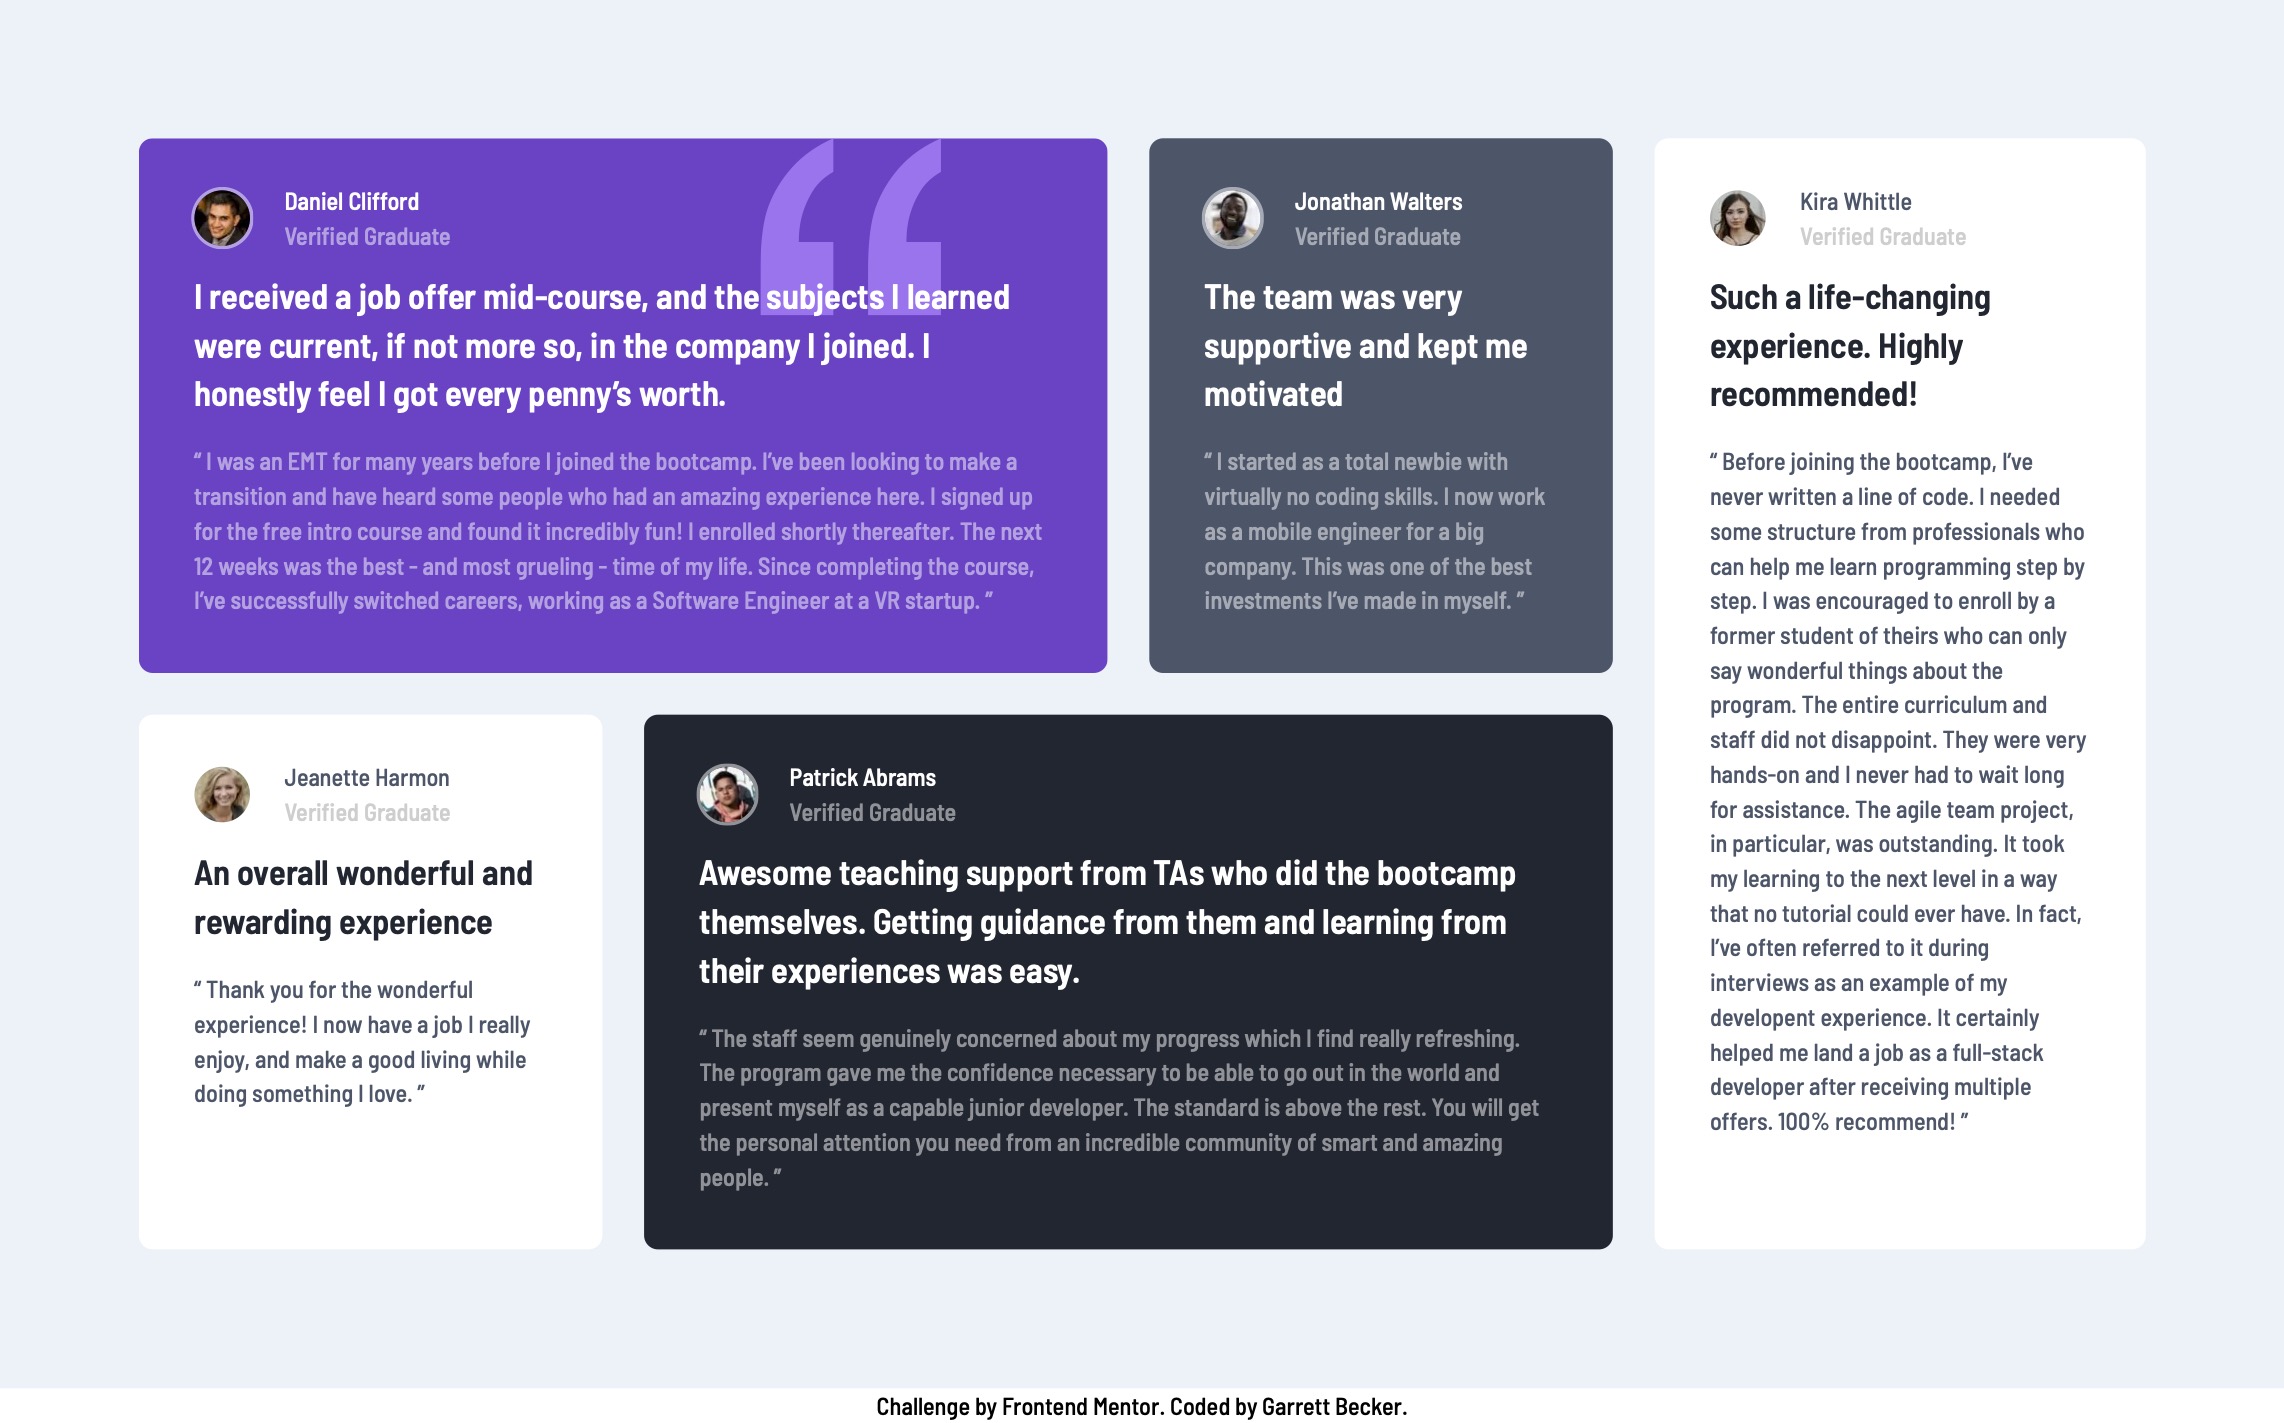 Daniel Clifford
Verified Graduate
I received a job offer mid-course, and the subjects I learned
were current, if not more so, in the company I joined. I
honestly feel I got every penny’s worth.
“ I was an EMT for many years before I joined the bootcamp. I’ve been looking to make a
transition and have heard some people who had an amazing experience here. I signed up
for the free intro course and found it incredibly fun! I enrolled shortly thereafter. The next
12 weeks was the best - and most grueling - time of my life. Since completing the course,
I’ve successfully switched careers, working as a Software Engineer at a VR startup. ”
Jonathan Walters
Verified Graduate
The team was very
supportive and kept me
motivated
“ I started as a total newbie with
virtually no coding skills. I now work
as a mobile engineer for a big
company. This was one of the best
investments I’ve made in myself. ”
Kira Whittle
Verified Graduate
Such a life-changing
experience. Highly
recommended!
“ Before joining the bootcamp, I’ve
never written a line of code. I needed
some structure from professionals who
can help me learn programming step by
step. I was encouraged to enroll by a
former student of theirs who can only
say wonderful things about the
program. The entire curriculum and
staff did not disappoint. They were very
hands-on and I never had to wait long
for assistance. The agile team project,
in particular, was outstanding. It took
my learning to the next level in a way
that no tutorial could ever have. In fact,
I’ve often referred to it during
interviews as an example of my
developent experience. It certainly
helped me land a job as a full-stack
developer after receiving multiple
offers. 100% recommend! ”
Jeanette Harmon
Verified Graduate
An overall wonderful and
rewarding experience
“ Thank you for the wonderful
experience! I now have a job I really
enjoy, and make a good living while
doing something I love. ”
Patrick Abrams
Verified Graduate
Awesome teaching support from TAs who did the bootcamp
themselves. Getting guidance from them and learning from
their experiences was easy.
“ The staff seem genuinely concerned about my progress which I find really refreshing.
The program gave me the confidence necessary to be able to go out in the world and
present myself as a capable junior developer. The standard is above the rest. You will get
the personal attention you need from an incredible community of smart and amazing
people. ”
Challenge by Frontend Mentor. Coded by Garrett Becker.